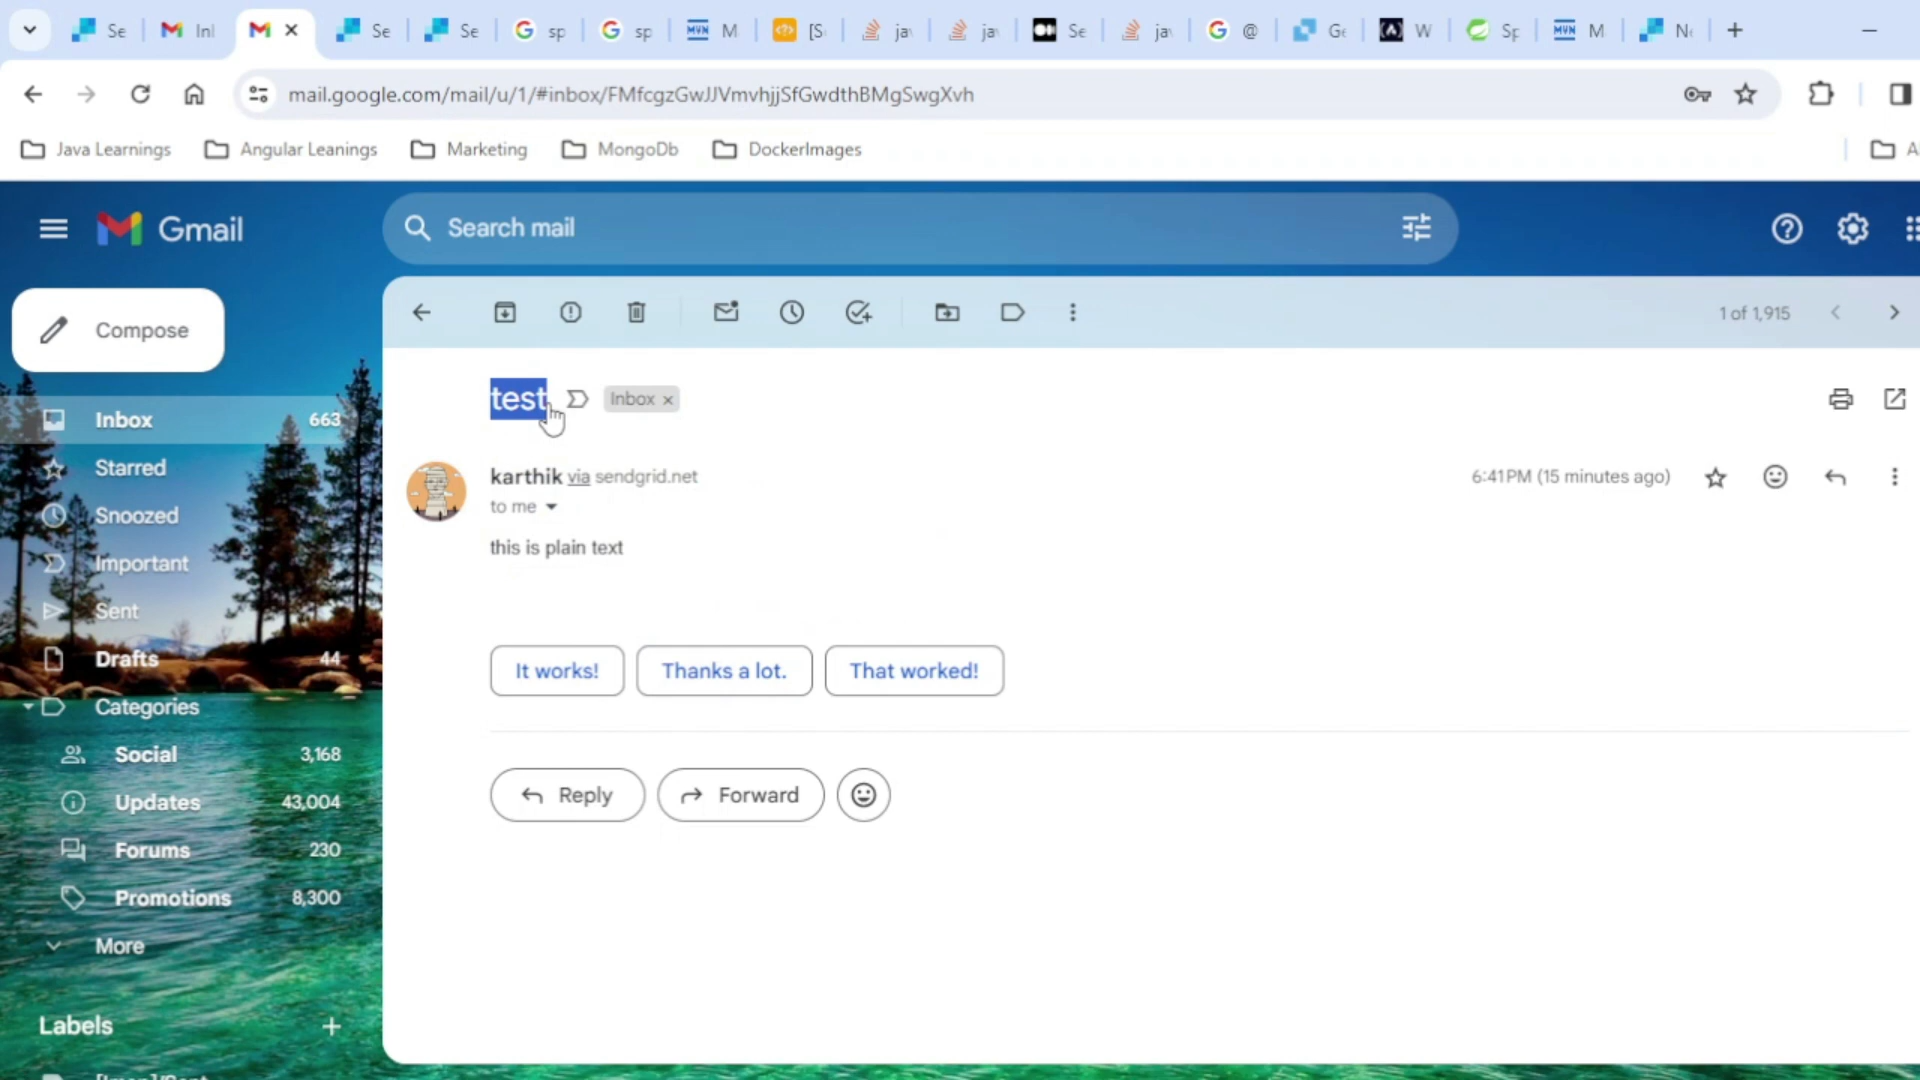 Se
Inl
Se
Se
sp
sp
M
[S
ja
ja
Se
ja
@
Ge
W
Sp
M
N
mail.google.com/mail/u/1/#inbox/FMfcgzGwJJVmvhjjSfGwdthBMgSwgXvh
Java Learnings
Angular Leanings
Marketing
MongoDb
DockerImages
Gmail
Search mail
Compose
1 of 1,915
test
Inbox ×
Inbox 663
Starred
karthik via sendgrid.net
6:41 PM (15 minutes ago)
to me
Snoozed
this is plain text
Important
Sent
Drafts 44
It works!
Thanks a lot.
That worked!
Categories
Social 3,168
Updates 43,004
Reply
Forward
Forums 230
Promotions 8,300
More
Labels +